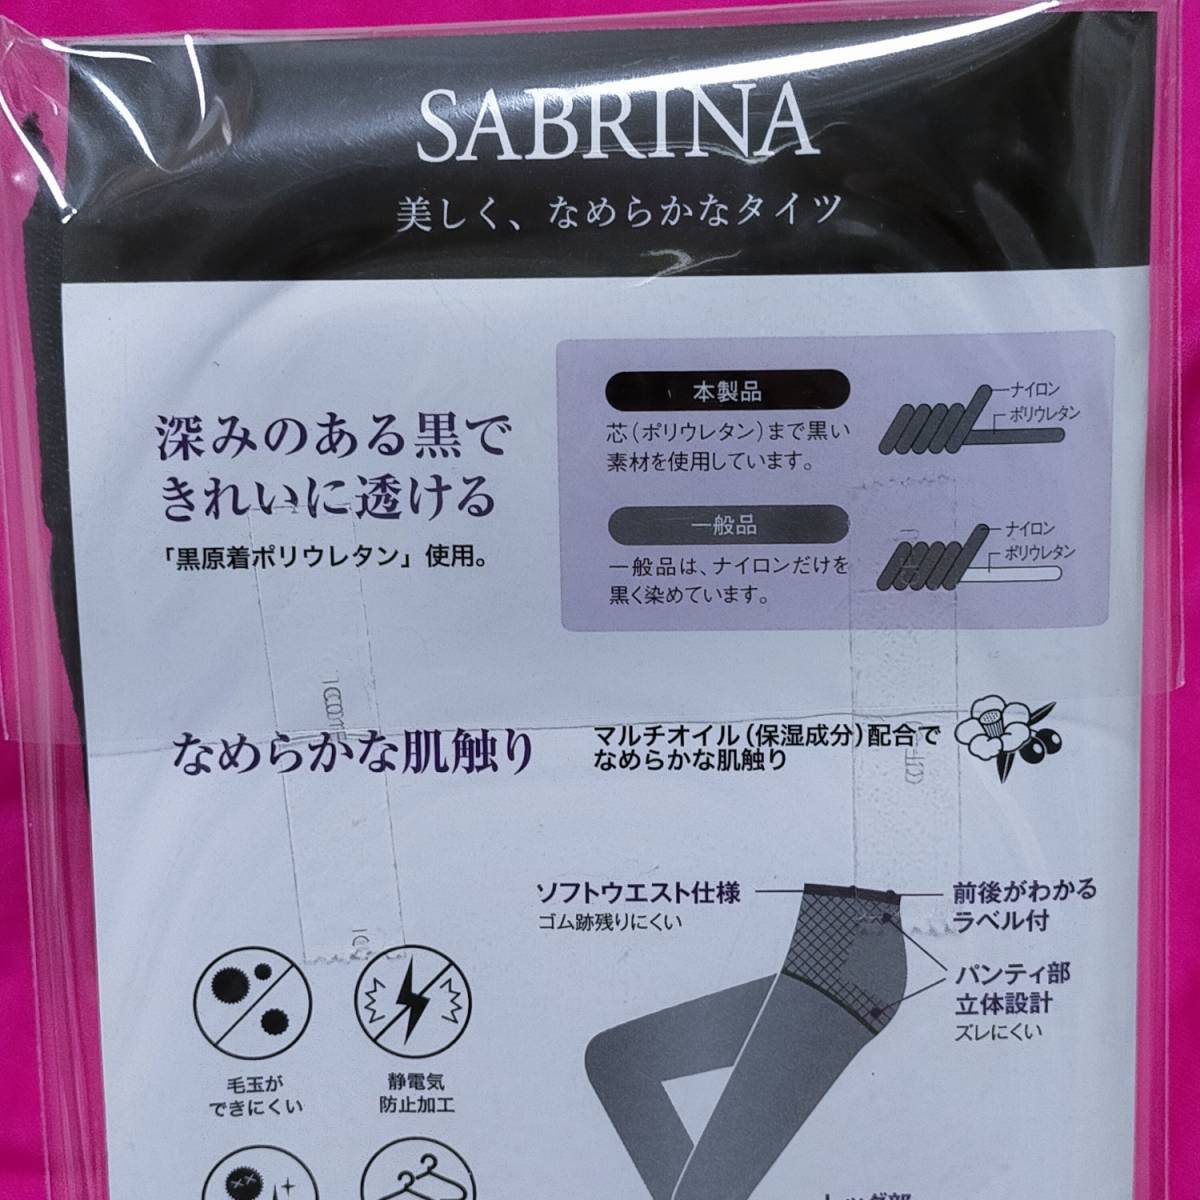 SABRINA
美しく、なめらかなタイツ
深みのある黒で
きれいに透ける
「黒原着ポリウレタン」使用。
本製品
芯(ポリウレタン)まで黒い
素材を使用しています。
ナイロン
ポリウレタン
一般品
一般品は、ナイロンだけを
黒く染めています。
ナイロン
ポリウレタン
なめらかな肌触り
マルチオイル(保湿成分)配合で
なめらかな肌触り
ソフトウエスト仕様
ゴム跡残りにくい
前後がわかる
ラベル付
パンティ部
立体設計
ズレにくい
毛玉が
できにくい
静電気
防止加工